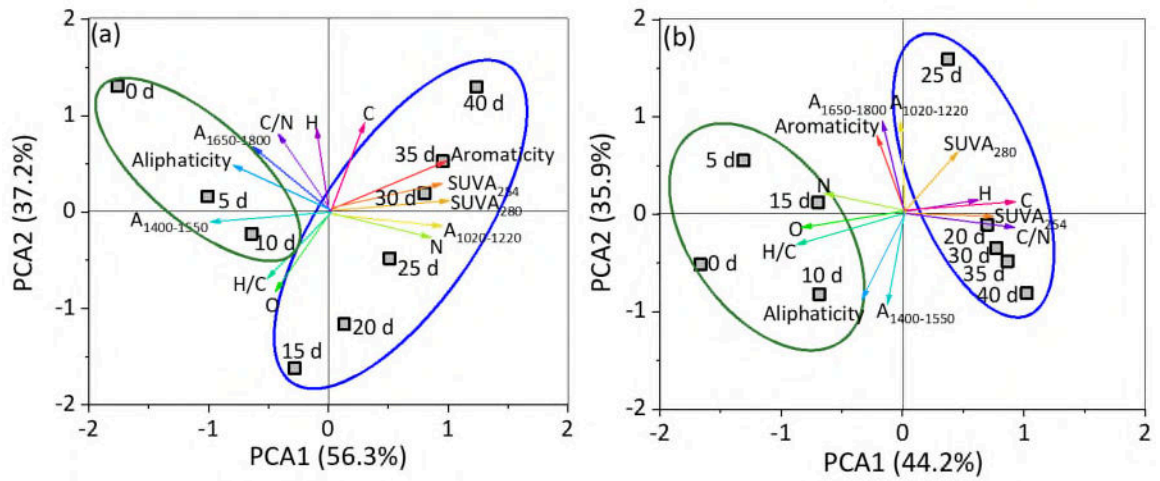 (a)
2
1
0
-1
-2
-2
-1
0
1
2
PCA2 (37.2%)
PCA1 (56.3%)
0 d
5 d
10 d
15 d
20 d
25 d
30 d
35 d
40 d
A1650-1800
C/N
H
C
Aliphaticity
Aromaticity
SUVA254
SUVA280
A1400-1550
A1020-1220
N
H/C
O
(b)
2
1
0
-1
-2
-2
-1
0
1
2
PCA2 (35.9%)
PCA1 (44.2%)
25 d
A1650-1800
A1020-1220
Aromaticity
SUVA280
5 d
N
15 d
H
C
O
SUVA254
C/N
H/C
20 d
0 d
30 d
10 d
35 d
40 d
Aliphaticity
A1400-1550